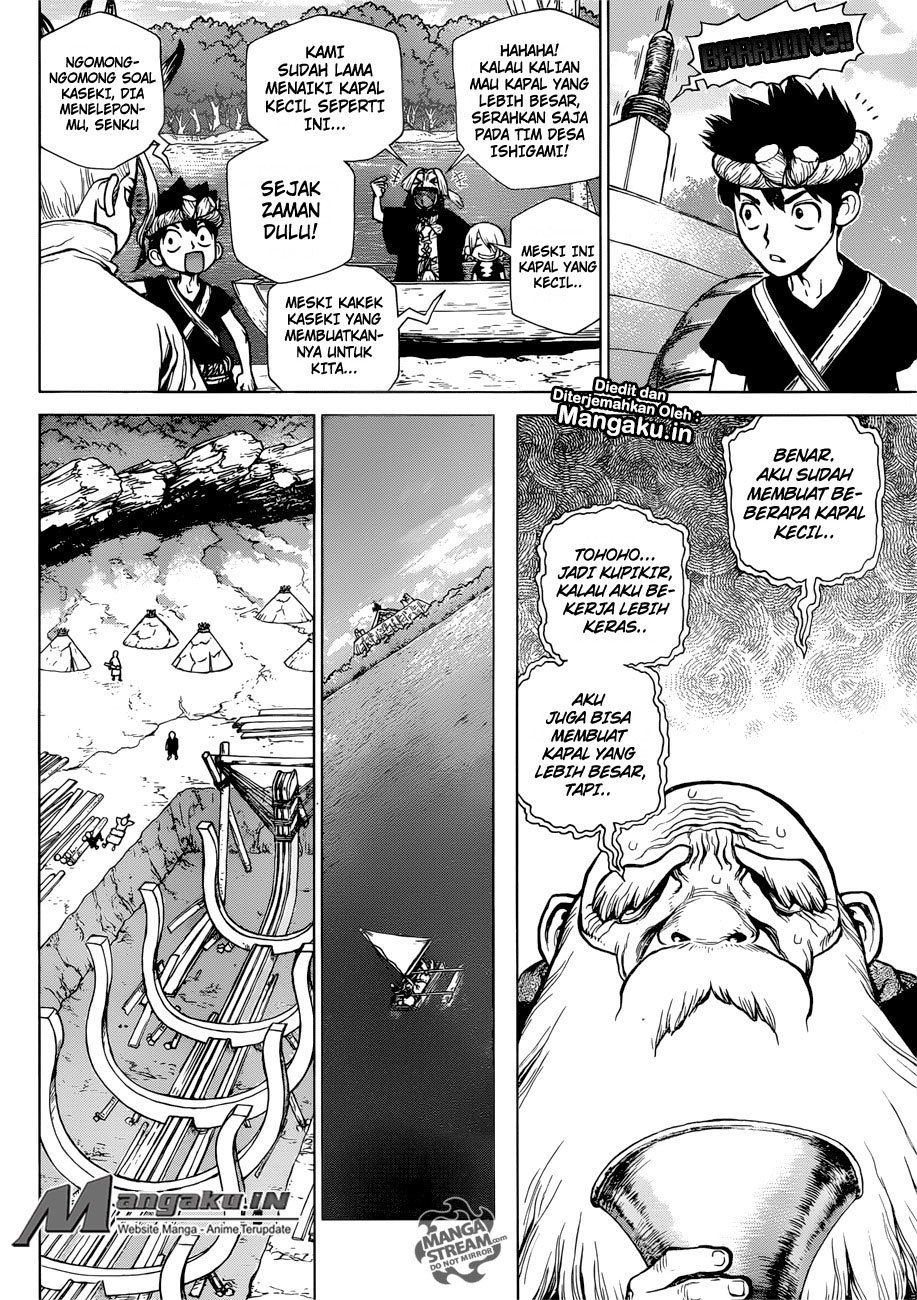 BRRRIIING!!
HAHAHA!
KALAU KALIAN
MAU KAPAL YANG
LEBIH BESAR,
SERAHKAN SAJA
PADA TIM DESA
ISHIGAMI!
MESKI INI
KAPAL YANG
KECIL..
KAMI
SUDAH LAMA
MENAIKI KAPAL
KECIL SEPERTI
INI...
SEJAK
ZAMAN
DULU!
MESKI KAKEK
KASEKI YANG
MEMBUATKAN-
NYA UNTUK
KITA...
NGOMONG-
NGOMONG SOAL
KASEKI, DIA
MENELEPON-
MU, SENKU
Diedit dan
Diterjemahkan Oleh :
Mangaku.in
BENAR.
AKU SUDAH
MEMBUAT BE-
BERAPA KAPAL
KECIL..
TOHOHO...
JADI KUPIKIR,
KALAU AKU BE-
KERJA LEBIH
KERAS..
AKU
JUGA BISA
MEMBUAT
KAPAL YANG
LEBIH BESAR,
TAPI..
Mangaku.IN
Website Manga - Anime Terupdate
MANGA
STREAM.COM
DO NOT MIRROR!